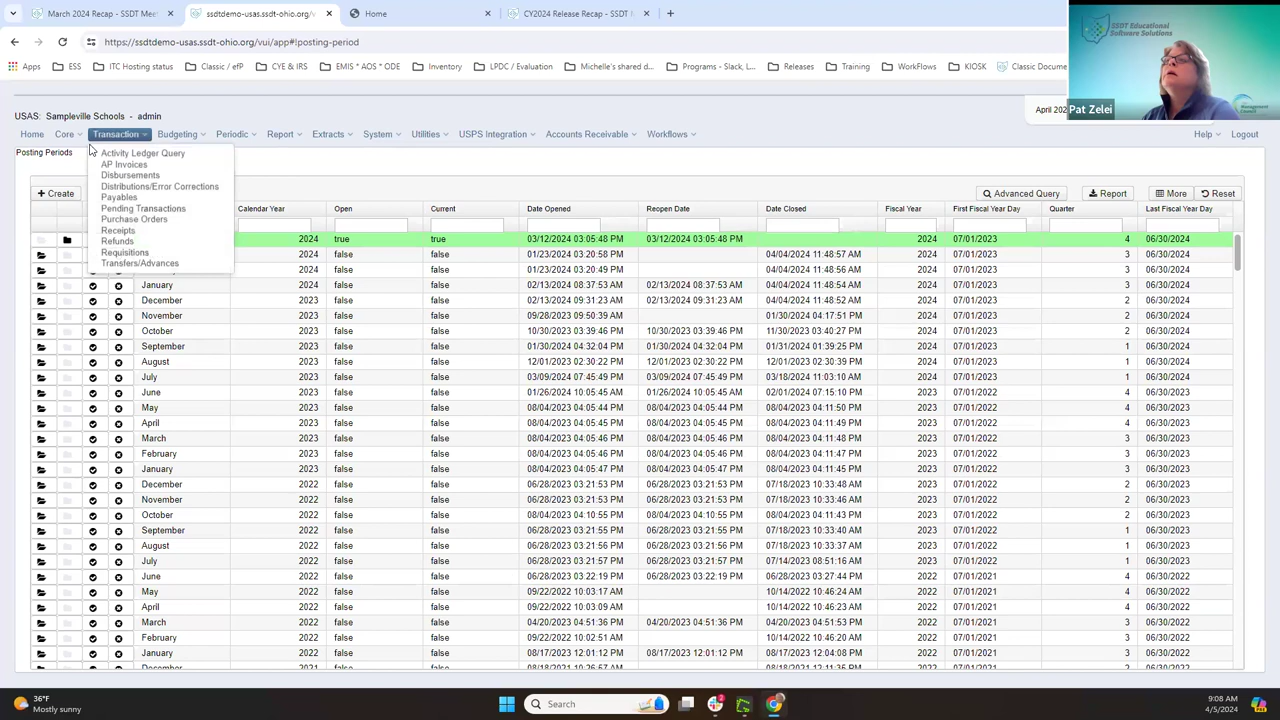 March 2024 Recap - SSDT Meet
ssdtdemo-usas.ssdt-ohio.org/vui
Home
CY2024 Release Recap - SSDT M
https://ssdtdemo-usas.ssdt-ohio.org/vui/app#!posting-period
Apps ESS ITC Hosting status Classic / efP CYE & IRS EMIS * AOS * ODE Inventory LPDC / Evaluation Michelle's shared d... Programs - Slack, L... Releases Training WorkFlows KIOSK Classic Docume
SSDT Educational
Software Solutions
Pat Zelei
Management
Council
USAS: Sampleville Schools - admin
April 202
Home Core Transaction Budgeting Periodic Report Extracts System Utilities USPS Integration Accounts Receivable Workflows Help Logout
Posting Periods
Activity Ledger Query
AP Invoices
Disbursements
Distributions/Error Corrections
Payables
Pending Transactions
Purchase Orders
Receipts
Refunds
Requisitions
Transfers/Advances
Create Advanced Query Report More Reset
Calendar Year Open Current Date Opened Reopen Date Date Closed Fiscal Year First Fiscal Year Day Quarter Last Fiscal Year Day
2024 true true 03/12/2024 03:05:48 PM 03/12/2024 03:05:48 PM 2024 07/01/2023 4 06/30/2024
2024 false false 01/23/2024 03:20:58 PM 04/04/2024 11:48:57 AM 2024 07/01/2023 3 06/30/2024
2024 false false 01/23/2024 03:20:49 PM 04/04/2024 11:48:56 AM 2024 07/01/2023 3 06/30/2024
January 2024 false false 02/13/2024 08:37:53 AM 02/13/2024 08:37:53 AM 04/04/2024 11:48:54 AM 2024 07/01/2023 3 06/30/2024
December 2023 false false 02/13/2024 09:31:23 AM 02/13/2024 09:31:23 AM 04/04/2024 11:48:52 AM 2024 07/01/2023 2 06/30/2024
November 2023 false false 09/28/2023 09:50:39 AM 01/30/2024 04:17:51 PM 2024 07/01/2023 2 06/30/2024
October 2023 false false 10/30/2023 03:39:46 PM 10/30/2023 03:39:46 PM 11/30/2023 03:40:27 PM 2024 07/01/2023 2 06/30/2024
September 2023 false false 01/30/2024 04:32:04 PM 01/30/2024 04:32:04 PM 01/31/2024 01:39:25 PM 2024 07/01/2023 1 06/30/2024
August 2023 false false 12/01/2023 02:30:22 PM 12/01/2023 02:30:22 PM 12/01/2023 02:30:39 PM 2024 07/01/2023 1 06/30/2024
July 2023 false false 03/09/2024 07:45:49 PM 03/09/2024 07:45:49 PM 03/18/2024 11:03:10 AM 2024 07/01/2023 1 06/30/2024
June 2023 false false 01/26/2024 10:05:45 AM 01/26/2024 10:05:45 AM 02/01/2024 07:15:10 PM 2023 07/01/2022 4 06/30/2023
May 2023 false false 08/04/2023 04:05:44 PM 08/04/2023 04:05:44 PM 08/04/2023 04:11:50 PM 2023 07/01/2022 4 06/30/2023
April 2023 false false 08/04/2023 04:05:45 PM 08/04/2023 04:05:45 PM 08/04/2023 04:11:49 PM 2023 07/01/2022 4 06/30/2023
March 2023 false false 08/04/2023 04:05:46 PM 08/04/2023 04:05:46 PM 08/04/2023 04:11:48 PM 2023 07/01/2022 3 06/30/2023
February 2023 false false 08/04/2023 04:05:46 PM 08/04/2023 04:05:46 PM 08/04/2023 04:11:47 PM 2023 07/01/2022 3 06/30/2023
January 2023 false false 08/04/2023 04:05:47 PM 08/04/2023 04:05:47 PM 08/04/2023 04:11:45 PM 2023 07/01/2022 3 06/30/2023
December 2022 false false 06/28/2023 03:21:53 PM 06/28/2023 03:21:53 PM 07/18/2023 10:33:48 AM 2023 07/01/2022 2 06/30/2023
November 2022 false false 06/28/2023 03:21:53 PM 06/28/2023 03:21:53 PM 07/18/2023 10:33:46 AM 2023 07/01/2022 2 06/30/2023
October 2022 false false 08/04/2023 04:10:55 PM 08/04/2023 04:10:55 PM 08/04/2023 04:11:43 PM 2023 07/01/2022 2 06/30/2023
September 2022 false false 06/28/2023 03:21:55 PM 06/28/2023 03:21:55 PM 07/18/2023 10:33:40 AM 2023 07/01/2022 1 06/30/2023
August 2022 false false 06/28/2023 03:21:56 PM 06/28/2023 03:21:56 PM 07/18/2023 10:33:37 AM 2023 07/01/2022 1 06/30/2023
July 2022 false false 06/28/2023 03:21:57 PM 06/28/2023 03:21:57 PM 07/14/2023 08:51:16 AM 2023 07/01/2022 1 06/30/2023
June 2022 false false 06/28/2023 03:22:19 PM 06/28/2023 03:22:19 PM 06/28/2023 03:27:44 PM 2022 07/01/2021 4 06/30/2022
May 2022 false false 09/22/2022 10:03:17 AM 10/14/2022 10:46:24 AM 2022 07/01/2021 4 06/30/2022
April 2022 false false 09/22/2022 10:03:09 AM 10/14/2022 10:46:23 AM 2022 07/01/2021 4 06/30/2022
March 2022 false false 04/20/2023 04:51:36 PM 04/20/2023 04:51:36 PM 04/20/2023 04:51:53 PM 2022 07/01/2021 3 06/30/2022
February 2022 false false 09/22/2022 10:02:51 AM 10/14/2022 10:46:20 AM 2022 07/01/2021 3 06/30/2022
January 2022 false false 08/17/2023 12:01:12 PM 08/17/2023 12:01:12 PM 08/17/2023 12:04:08 PM 2022 07/01/2021 3 06/30/2022
December 2021 false false
36°F
Mostly sunny
Search
9:08 AM
4/5/2024